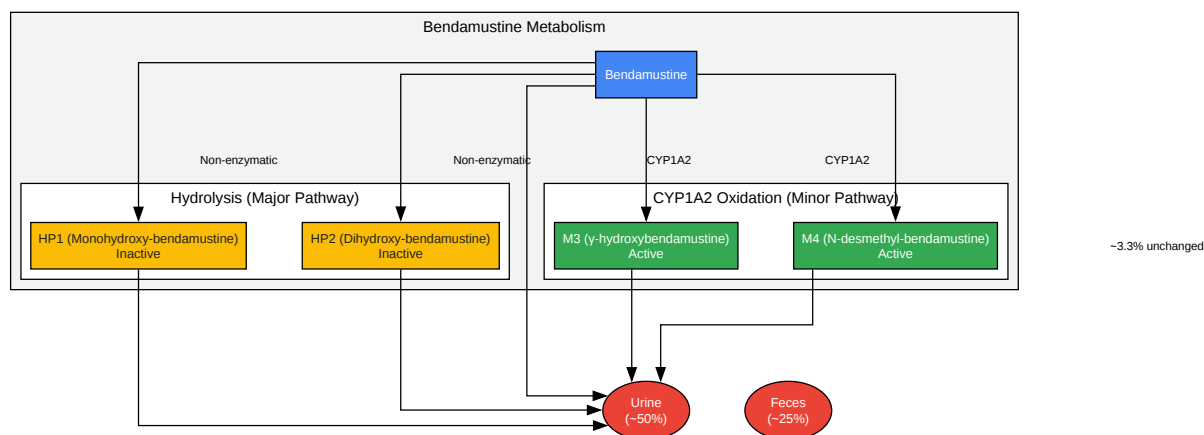 Bendamustine Metabolism
Bendamustine
Non-enzymatic
Non-enzymatic
CYP1A2
CYP1A2
Hydrolysis (Major Pathway)
CYP1A2 Oxidation (Minor Pathway)
HP1 (Monohydroxy-bendamustine)
Inactive
HP2 (Dihydroxy-bendamustine)
Inactive
M3 (γ-hydroxybendamustine)
Active
M4 (N-desmethyl-bendamustine)
Active
~3.3% unchanged
Urine
(~50%)
Feces
(~25%)